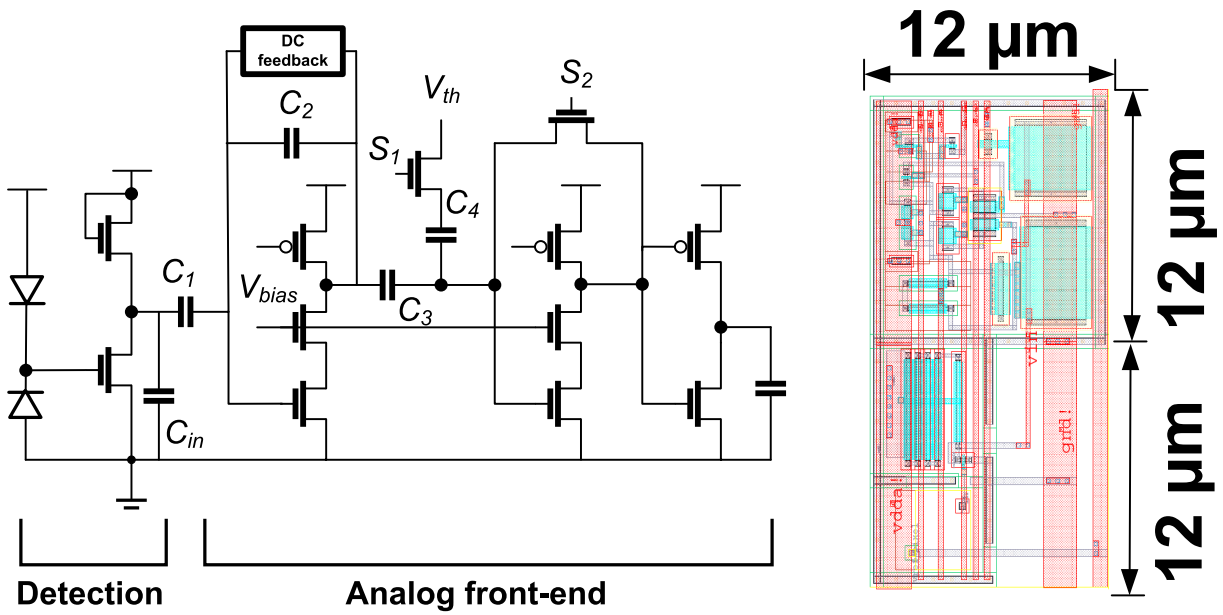 DC
feedback
C2
Vth
S2
S1
C4
C1
Vbias
C3
Cin
Detection
Analog front-end
12 µm
12 µm
12 µm
vin
gnd!
vdda!